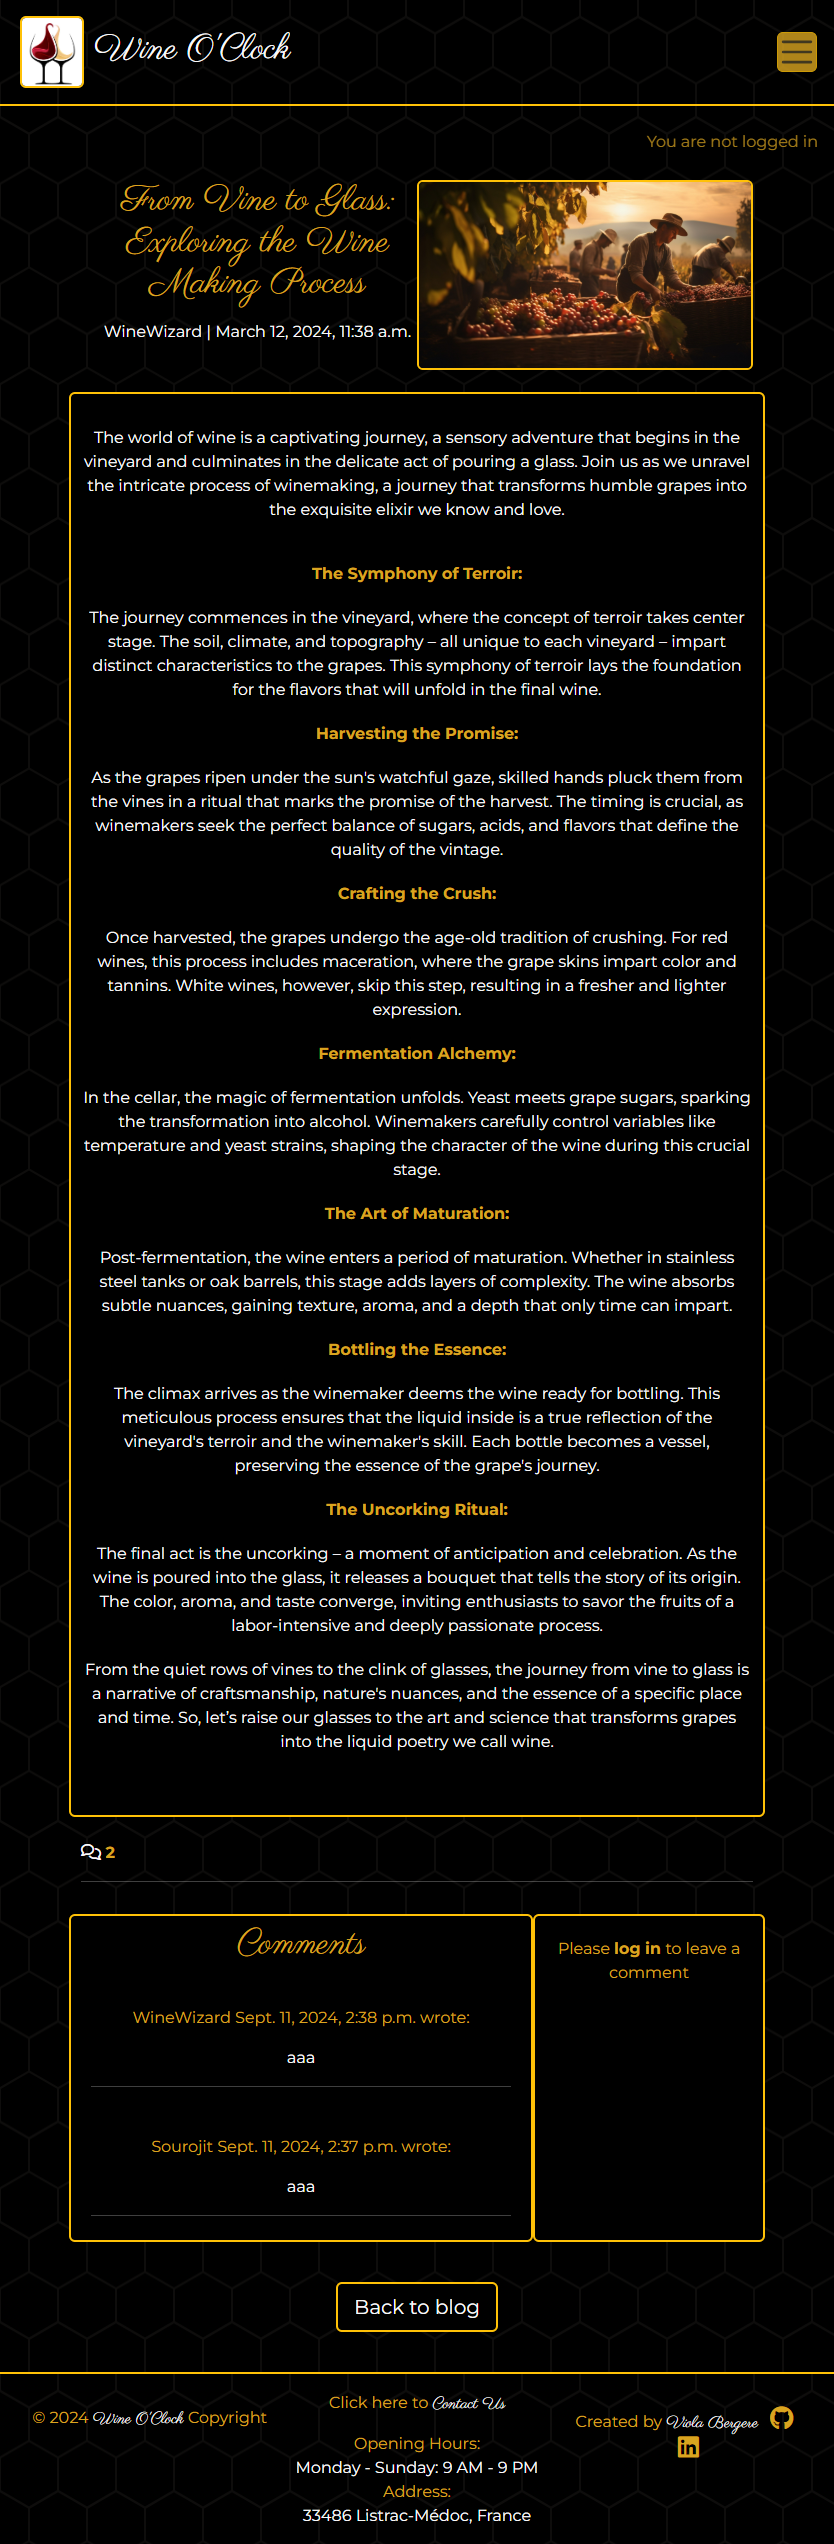 Wine O'Clock
You are not logged in
From Vine to Glass:
Exploring the Wine
Making Process
WineWizard | March 12, 2024, 11:38 a.m.
The world of wine is a captivating journey, a sensory adventure that begins in the
vineyard and culminates in the delicate act of pouring a glass. Join us as we unravel
the intricate process of winemaking, a journey that transforms humble grapes into
the exquisite elixir we know and love.
The Symphony of Terroir:
The journey commences in the vineyard, where the concept of terroir takes center
stage. The soil, climate, and topography – all unique to each vineyard – impart
distinct characteristics to the grapes. This symphony of terroir lays the foundation
for the flavors that will unfold in the final wine.
Harvesting the Promise:
As the grapes ripen under the sun's watchful gaze, skilled hands pluck them from
the vines in a ritual that marks the promise of the harvest. The timing is crucial, as
winemakers seek the perfect balance of sugars, acids, and flavors that define the
quality of the vintage.
Crafting the Crush:
Once harvested, the grapes undergo the age-old tradition of crushing. For red
wines, this process includes maceration, where the grape skins impart color and
tannins. White wines, however, skip this step, resulting in a fresher and lighter
expression.
Fermentation Alchemy:
In the cellar, the magic of fermentation unfolds. Yeast meets grape sugars, sparking
the transformation into alcohol. Winemakers carefully control variables like
temperature and yeast strains, shaping the character of the wine during this crucial
stage.
The Art of Maturation:
Post-fermentation, the wine enters a period of maturation. Whether in stainless
steel tanks or oak barrels, this stage adds layers of complexity. The wine absorbs
subtle nuances, gaining texture, aroma, and a depth that only time can impart.
Bottling the Essence:
The climax arrives as the winemaker deems the wine ready for bottling. This
meticulous process ensures that the liquid inside is a true reflection of the
vineyard's terroir and the winemaker's skill. Each bottle becomes a vessel,
preserving the essence of the grape's journey.
The Uncorking Ritual:
The final act is the uncorking – a moment of anticipation and celebration. As the
wine is poured into the glass, it releases a bouquet that tells the story of its origin.
The color, aroma, and taste converge, inviting enthusiasts to savor the fruits of a
labor-intensive and deeply passionate process.
From the quiet rows of vines to the clink of glasses, the journey from vine to glass is
a narrative of craftsmanship, nature's nuances, and the essence of a specific place
and time. So, let’s raise our glasses to the art and science that transforms grapes
into the liquid poetry we call wine.
2
Comments
WineWizard Sept. 11, 2024, 2:38 p.m. wrote:
aaa
Sourojit Sept. 11, 2024, 2:37 p.m. wrote:
aaa
Please log in to leave a
comment
Back to blog
© 2024 Wine O'Clock Copyright
Click here to Contact Us
Opening Hours:
Monday - Sunday: 9 AM - 9 PM
Address:
33486 Listrac-Médoc, France
Created by Viola Bergere